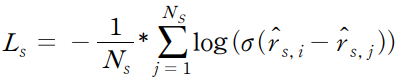 L_s = - \frac{1}{N_s} * \sum_{j=1}^{N_S} \log(\sigma(\hat{r}_{s,i} - \hat{r}_{s,j}))